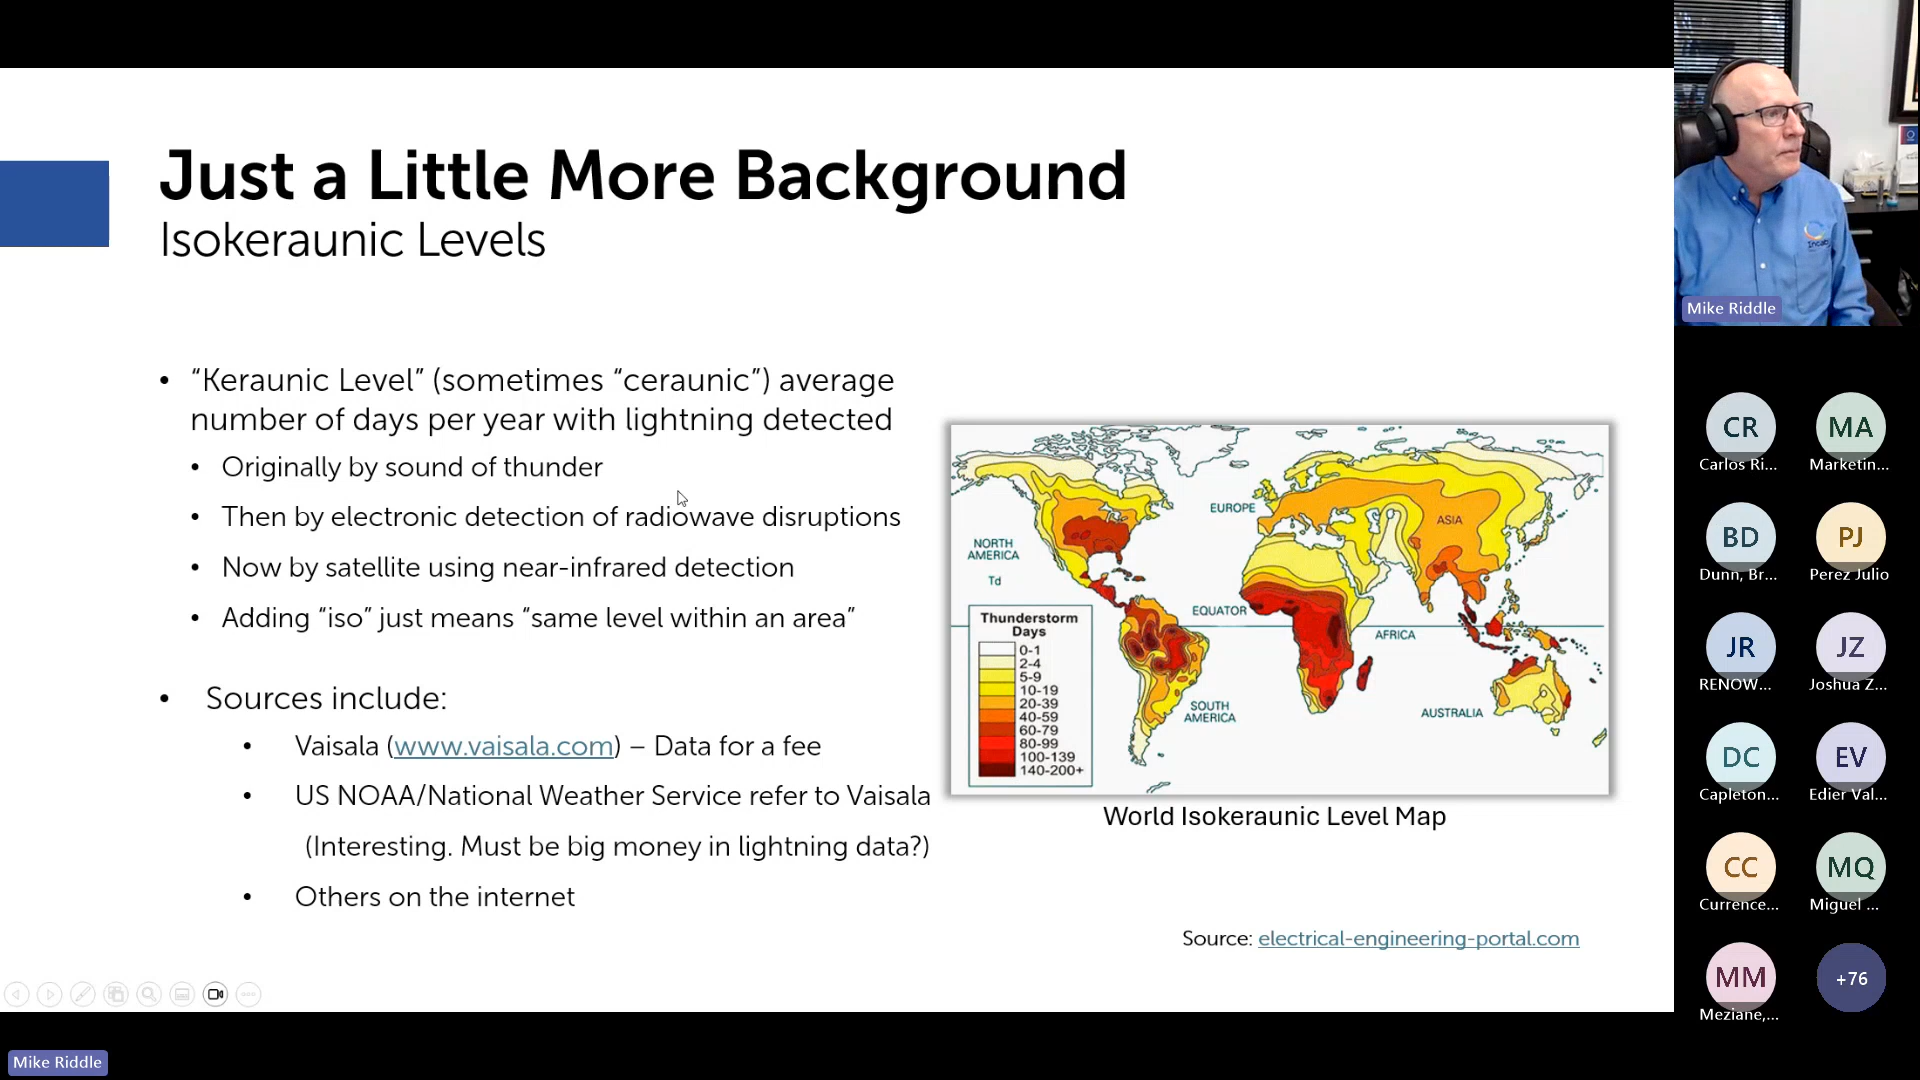 Just a Little More Background
Isokeraunic Levels
• “Keraunic Level” (sometimes “ceraunic”) average
number of days per year with lightning detected
• Originally by sound of thunder
• Then by electronic detection of radiowave disruptions
• Now by satellite using near-infrared detection
• Adding “iso” just means “same level within an area”
• Sources include:
• Vaisala (www.vaisala.com) – Data for a fee
• US NOAA/National Weather Service refer to Vaisala
(Interesting. Must be big money in lightning data?)
• Others on the internet
EUROPE
ASIA
NORTH
AMERICA
Td
EQUATOR
AFRICA
SOUTH
AMERICA
AUSTRALIA
Thunderstorm
Days
0-1
2-4
5-9
10-19
20-39
40-59
60-79
80-99
100-139
140-200+
World Isokeraunic Level Map
Source: electrical-engineering-portal.com
Mike Riddle
Incab
Mike Riddle
CR
Carlos Ri...
MA
Marketin...
BD
Dunn, Br...
PJ
Perez Julio
JR
RENOW...
JZ
Joshua Z...
DC
Capleton...
EV
Edier Val...
CC
Currence...
MQ
Miguel ...
MM
Meziane,...
+76